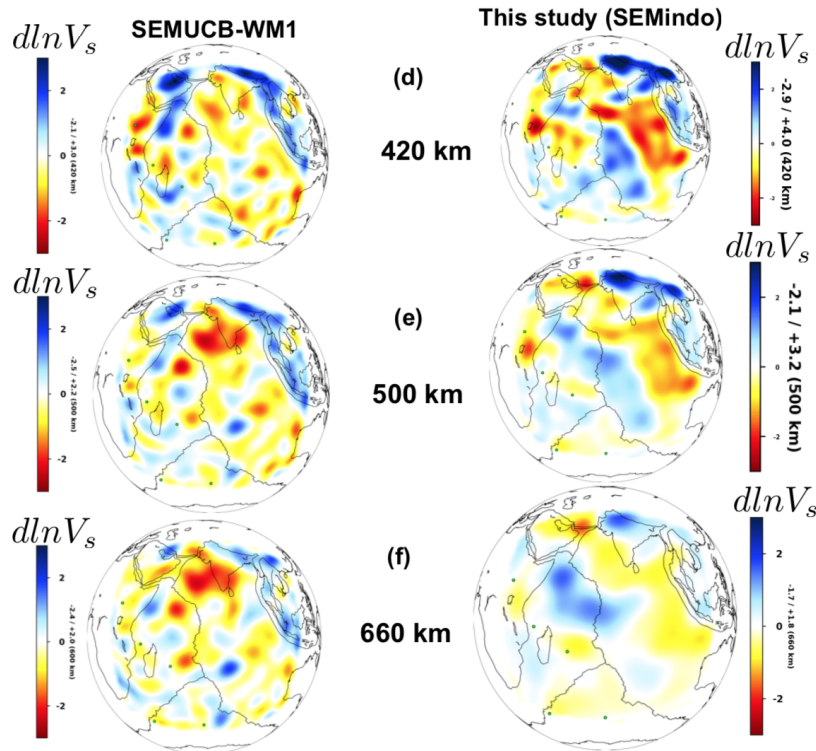 SEMUCB-WM1
This study (SEMindo)
dlnVs
2
0
-2
-2.1 / +3.0 (420 km)
(d)
420 km
dlnVs
2
0
-2
-2.9 / +4.0 (420 km)
dlnVs
2
0
-2
-2.5 / +2.2 (500 km)
(e)
500 km
dlnVs
2
0
-2
-2.1 / +3.2 (500 km)
dlnVs
2
0
-2
-2.4 / +2.0 (600 km)
(f)
660 km
dlnVs
2
0
-2
-1.7 / +1.8 (660 km)